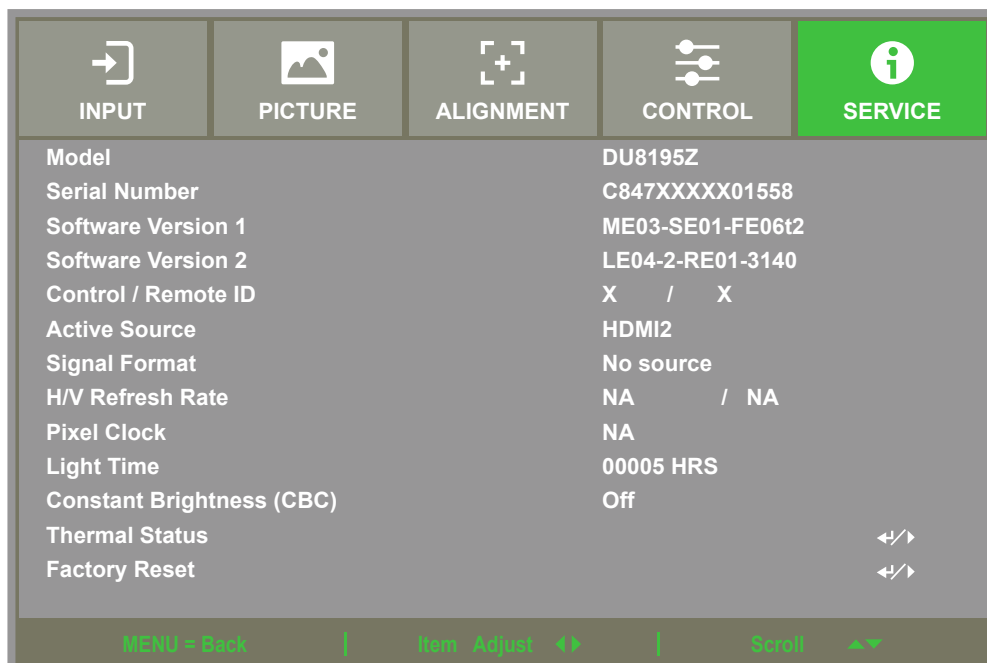 INPUT PICTURE ALIGNMENT CONTROL SERVICE
Model DU8195Z
Serial Number C847XXXXX01558
Software Version 1 ME03-SE01-FE06t2
Software Version 2 LE04-2-RE01-3140
Control / Remote ID X / X
Active Source HDMI2
Signal Format No source
H/V Refresh Rate NA / NA
Pixel Clock NA
Light Time 00005 HRS
Constant Brightness (CBC) Off
Thermal Status
Factory Reset
MENU = Back | Item Adjust | Scroll